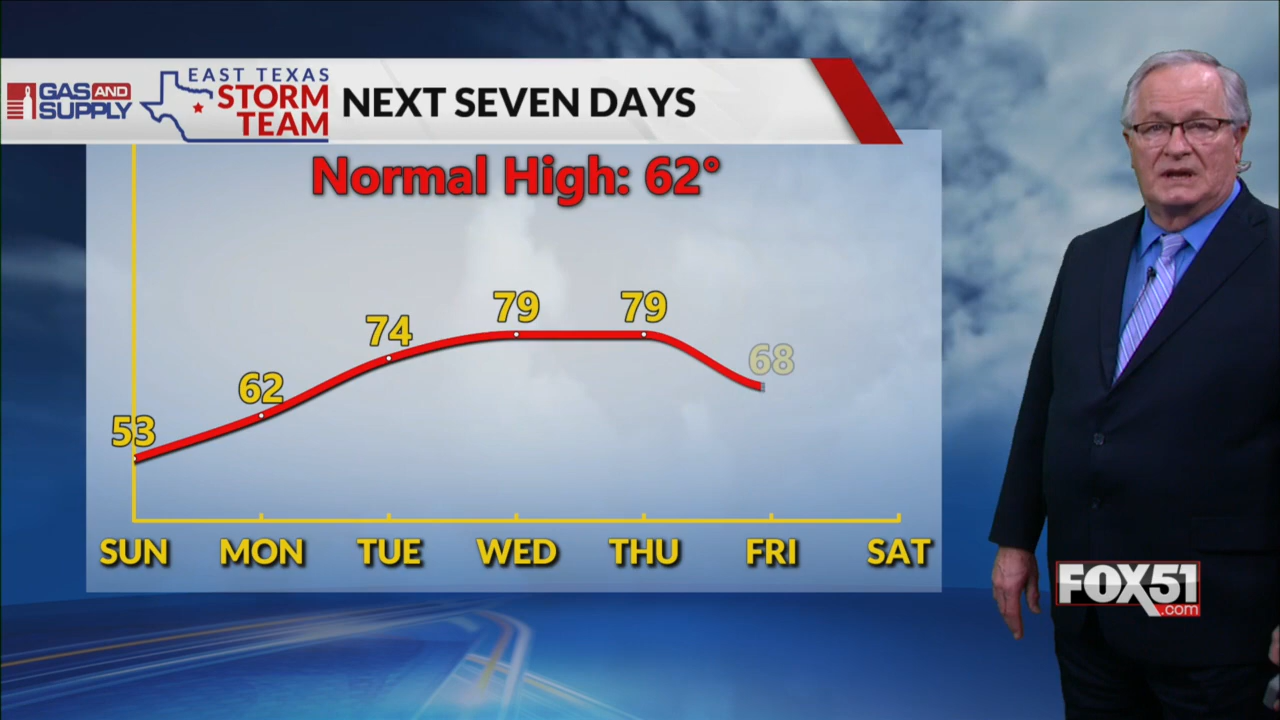 GAS AND
SUPPLY
EAST TEXAS
STORM
TEAM
NEXT SEVEN DAYS
Normal High: 62°
53
62
74
79
79
68
SUN MON TUE WED THU FRI SAT
FOX51
.com